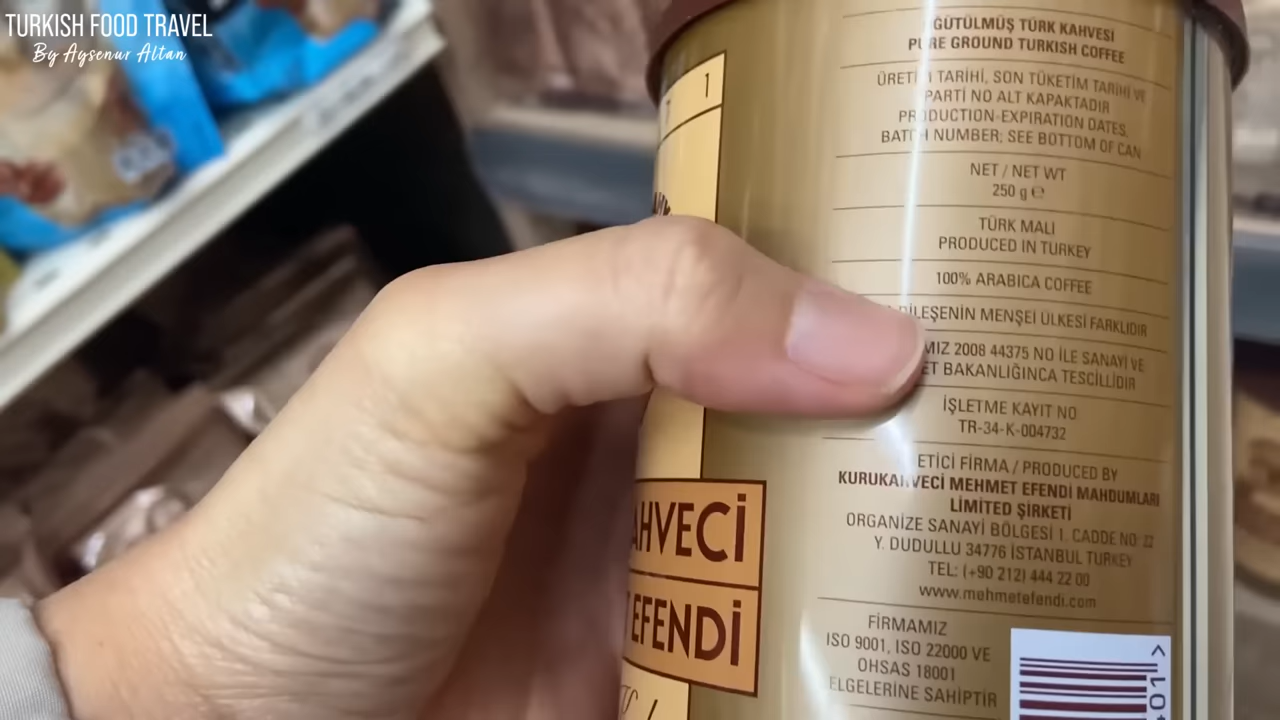 TURKISH FOOD TRAVEL
By Aysenur Altan
1
ĞÜTÜLMÜŞ TÜRK KAHVESİ
PURE GROUND TURKISH COFFEE
ÜRETİM TARİHİ, SON TÜKETİM TARİHİ VE
PARTİ NO ALT KAPAKTADIR
PRODUCTION-EXPIRATION DATES,
BATCH NUMBER: SEE BOTTOM OF CAN
NET / NET WT
250 g ℮
TÜRK MALI
PRODUCED IN TURKEY
100% ARABICA COFFEE
BİLEŞENİN MENŞEİ ÜLKESİ FARKLIDIR
MIZ 2008 44375 NO İLE SANAYİ VE
ET BAKANLIĞINCA TESCİLLİDİR
İŞLETME KAYIT NO
TR-34-K-004732
ETİCİ FİRMA / PRODUCED BY
KURUKAHVECİ MEHMET EFENDİ MAHDUMLARI
LİMİTED ŞİRKETİ
ORGANİZE SANAYİ BÖLGESİ 1. CADDE NO: 22
Y. DUDULLU 34776 İSTANBUL TURKEY
TEL: (+90 212) 444 22 00
www.mehmetefendi.com
AHVECİ
EFENDİ
FİRMAMIZ
ISO 9001, ISO 22000 VE
OHSAS 18001
ELGELERİNE SAHİPTİR
01
>